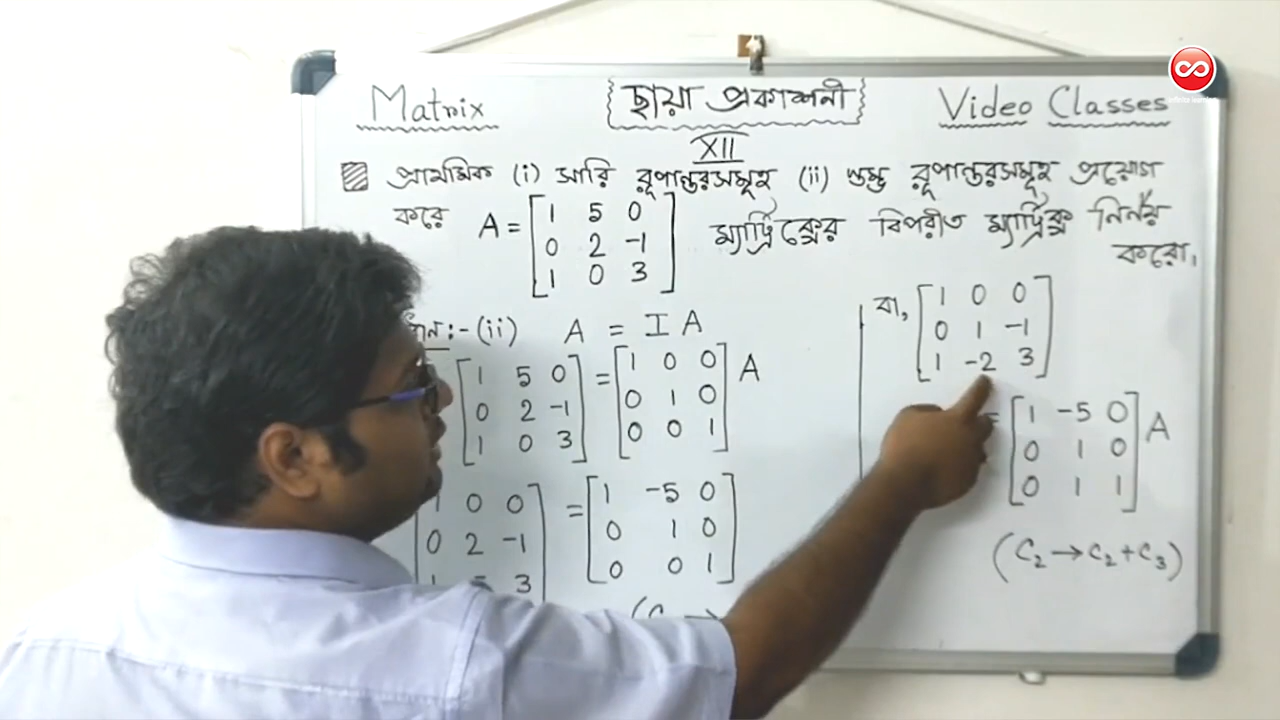 Matrix
ছায়া প্রকাশনী
Video Classes
XII
প্রাথমিক (i) সারি রূপান্তরসমূহ (ii) স্তম্ভ রূপান্তরসমূহ প্রয়োগ
করে A = [ 1 5 0 ম্যাট্রিক্সের বিপরীত ম্যাট্রিক্স নির্ণয়
0 2 -1
1 0 3 ]
করো।
:- (ii) A = I A
[ 1 5 0 = [ 1 0 0
0 2 -1 0 1 0
1 0 3 ] 0 0 1 ] A
1 0 0 = [ 1 -5 0
0 2 -1 0 1 0
3 ] 0 0 1 ]
বা, [ 1 0 0
0 1 -1
1 -2 3 ]
= [ 1 -5 0
0 1 0
0 1 1 ] A
(C₂ → C₂ + C₃)